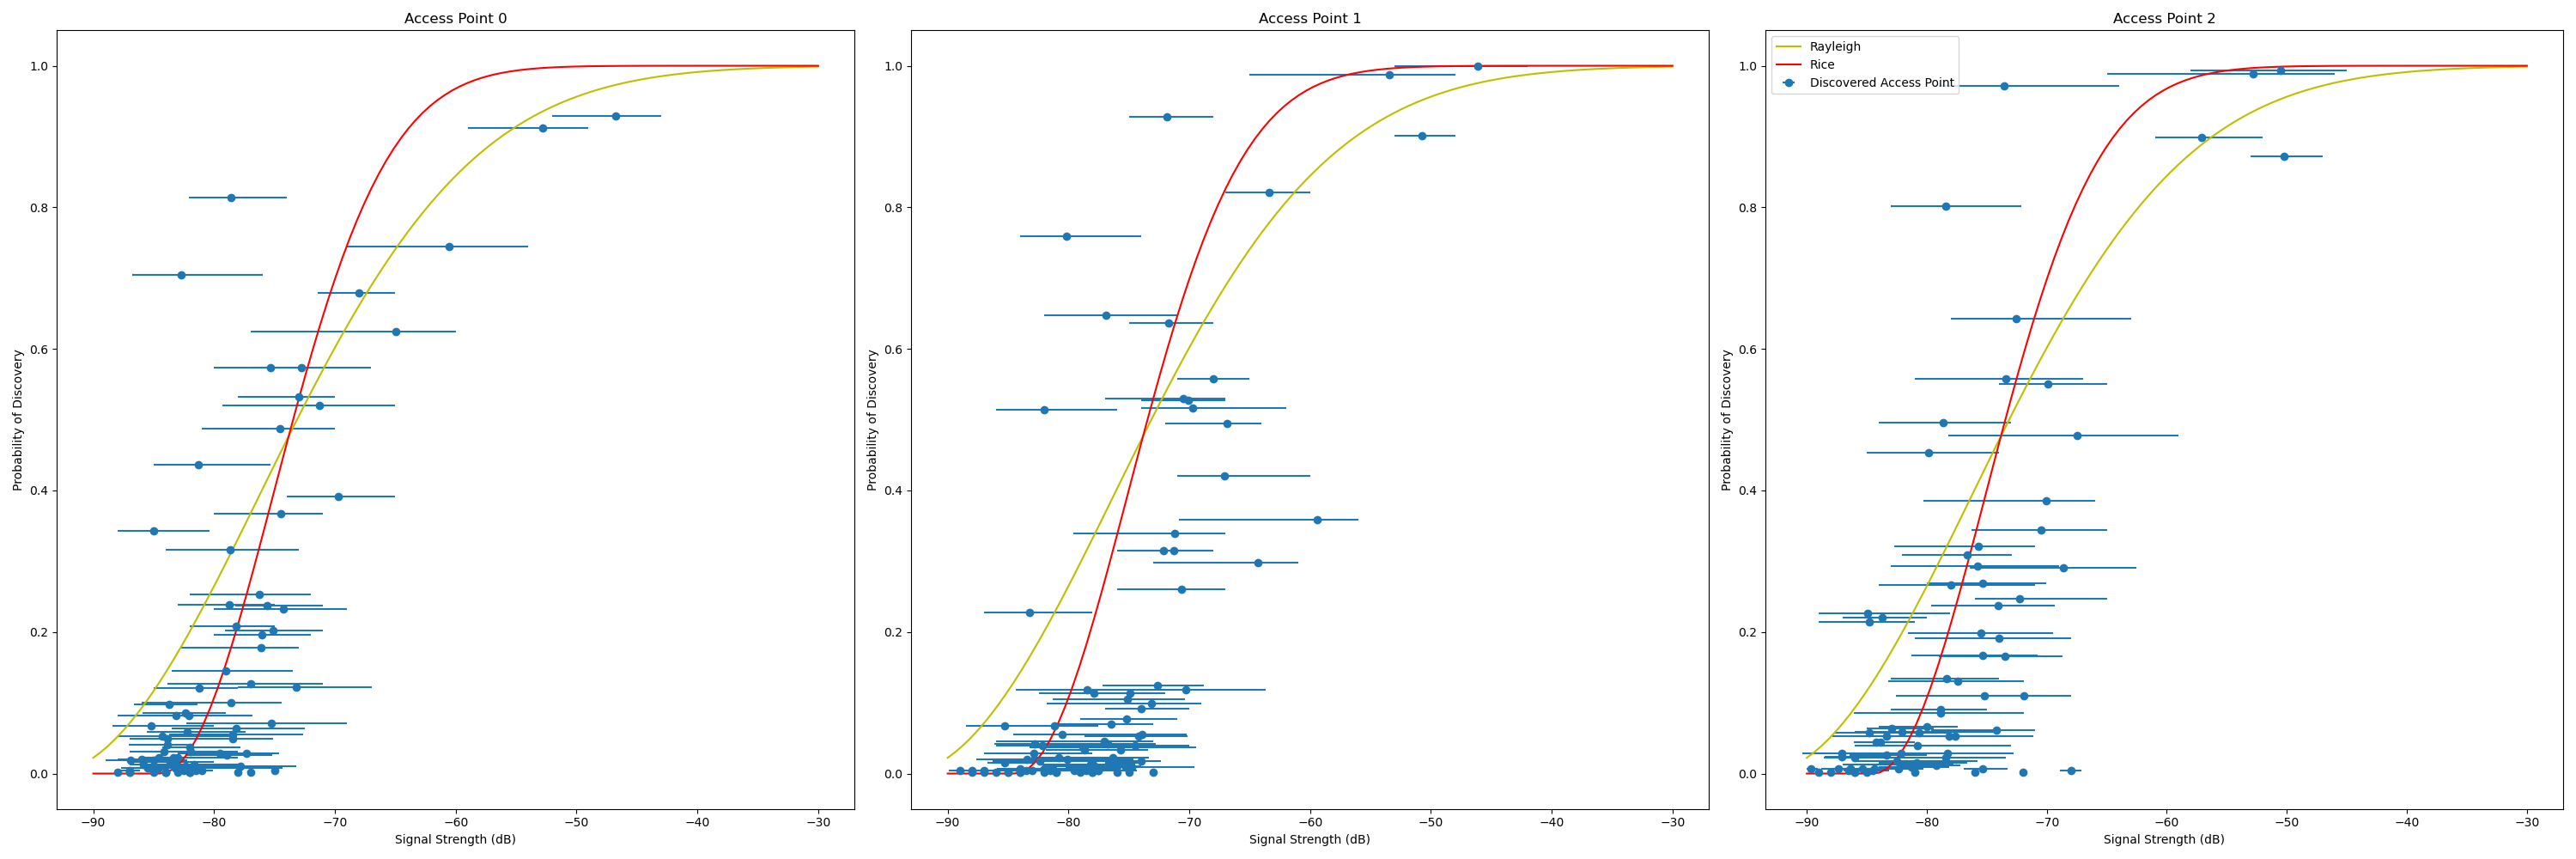 Access Point 0
Probability of Discovery
1.0
0.8
0.6
0.4
0.2
0.0
−90 −80 −70 −60 −50 −40 −30
Signal Strength (dB)
Access Point 1
Probability of Discovery
1.0
0.8
0.6
0.4
0.2
0.0
−90 −80 −70 −60 −50 −40 −30
Signal Strength (dB)
Access Point 2
Rayleigh
Rice
Discovered Access Point
Probability of Discovery
1.0
0.8
0.6
0.4
0.2
0.0
−90 −80 −70 −60 −50 −40 −30
Signal Strength (dB)